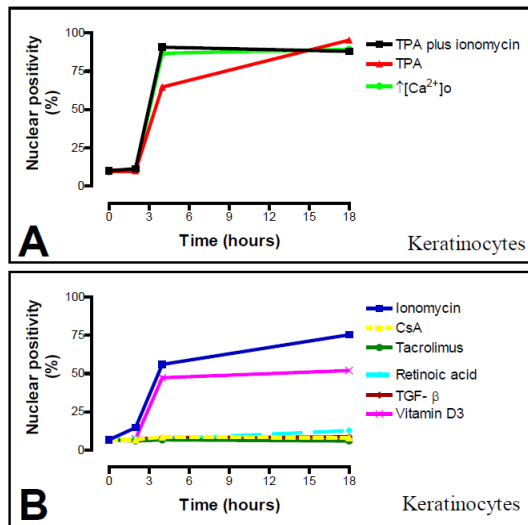 100
75
50
25
0
Nuclear positivity
(%)
0 3 6 9 12 15 18
Time (hours)
TPA plus ionomycin
TPA
↑[Ca²⁺]o
A
Keratinocytes
100
75
50
25
0
Nuclear positivity
(%)
0 3 6 9 12 15 18
Time (hours)
Ionomycin
CsA
Tacrolimus
Retinoic acid
TGF- β
Vitamin D3
B
Keratinocytes